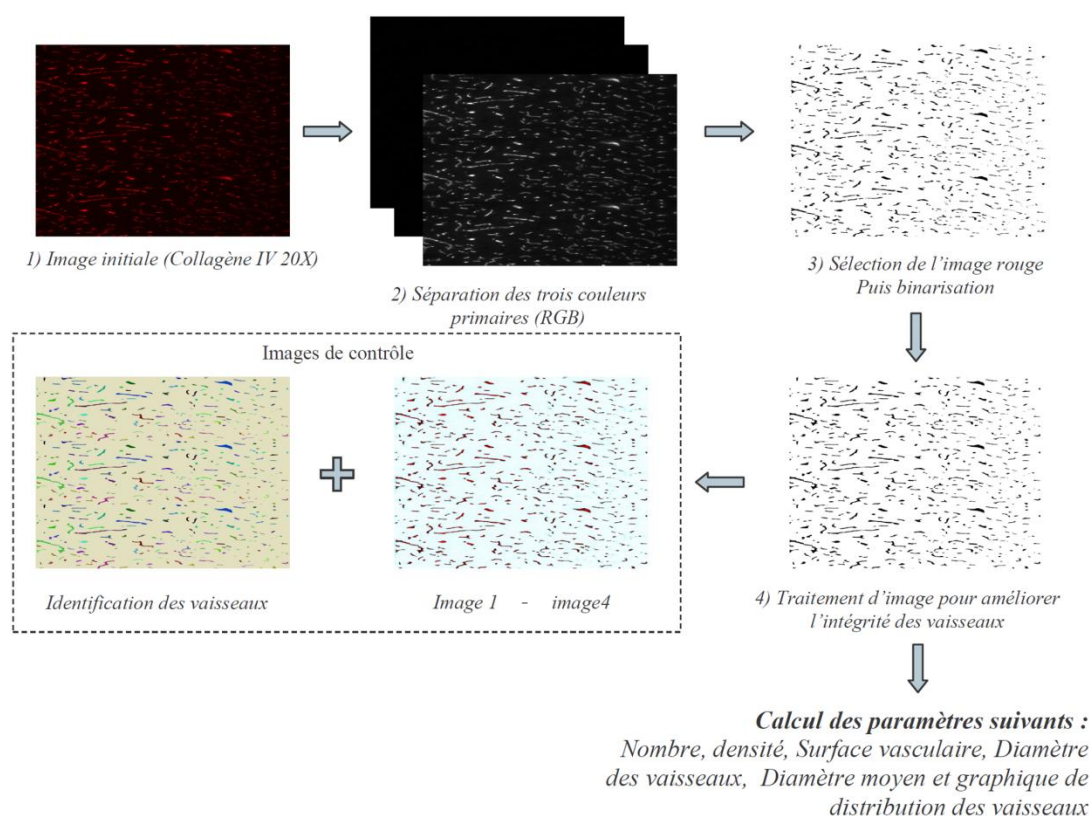 1) Image initiale (Collagène IV 20X)
2) Séparation des trois couleurs
primaires (RGB)
3) Sélection de l'image rouge
Puis binarisation
Images de contrôle
Identification des vaisseaux
Image 1 - image4
4) Traitement d'image pour améliorer
l'intégrité des vaisseaux
Calcul des paramètres suivants :
Nombre, densité, Surface vasculaire, Diamètre
des vaisseaux, Diamètre moyen et graphique de
distribution des vaisseaux